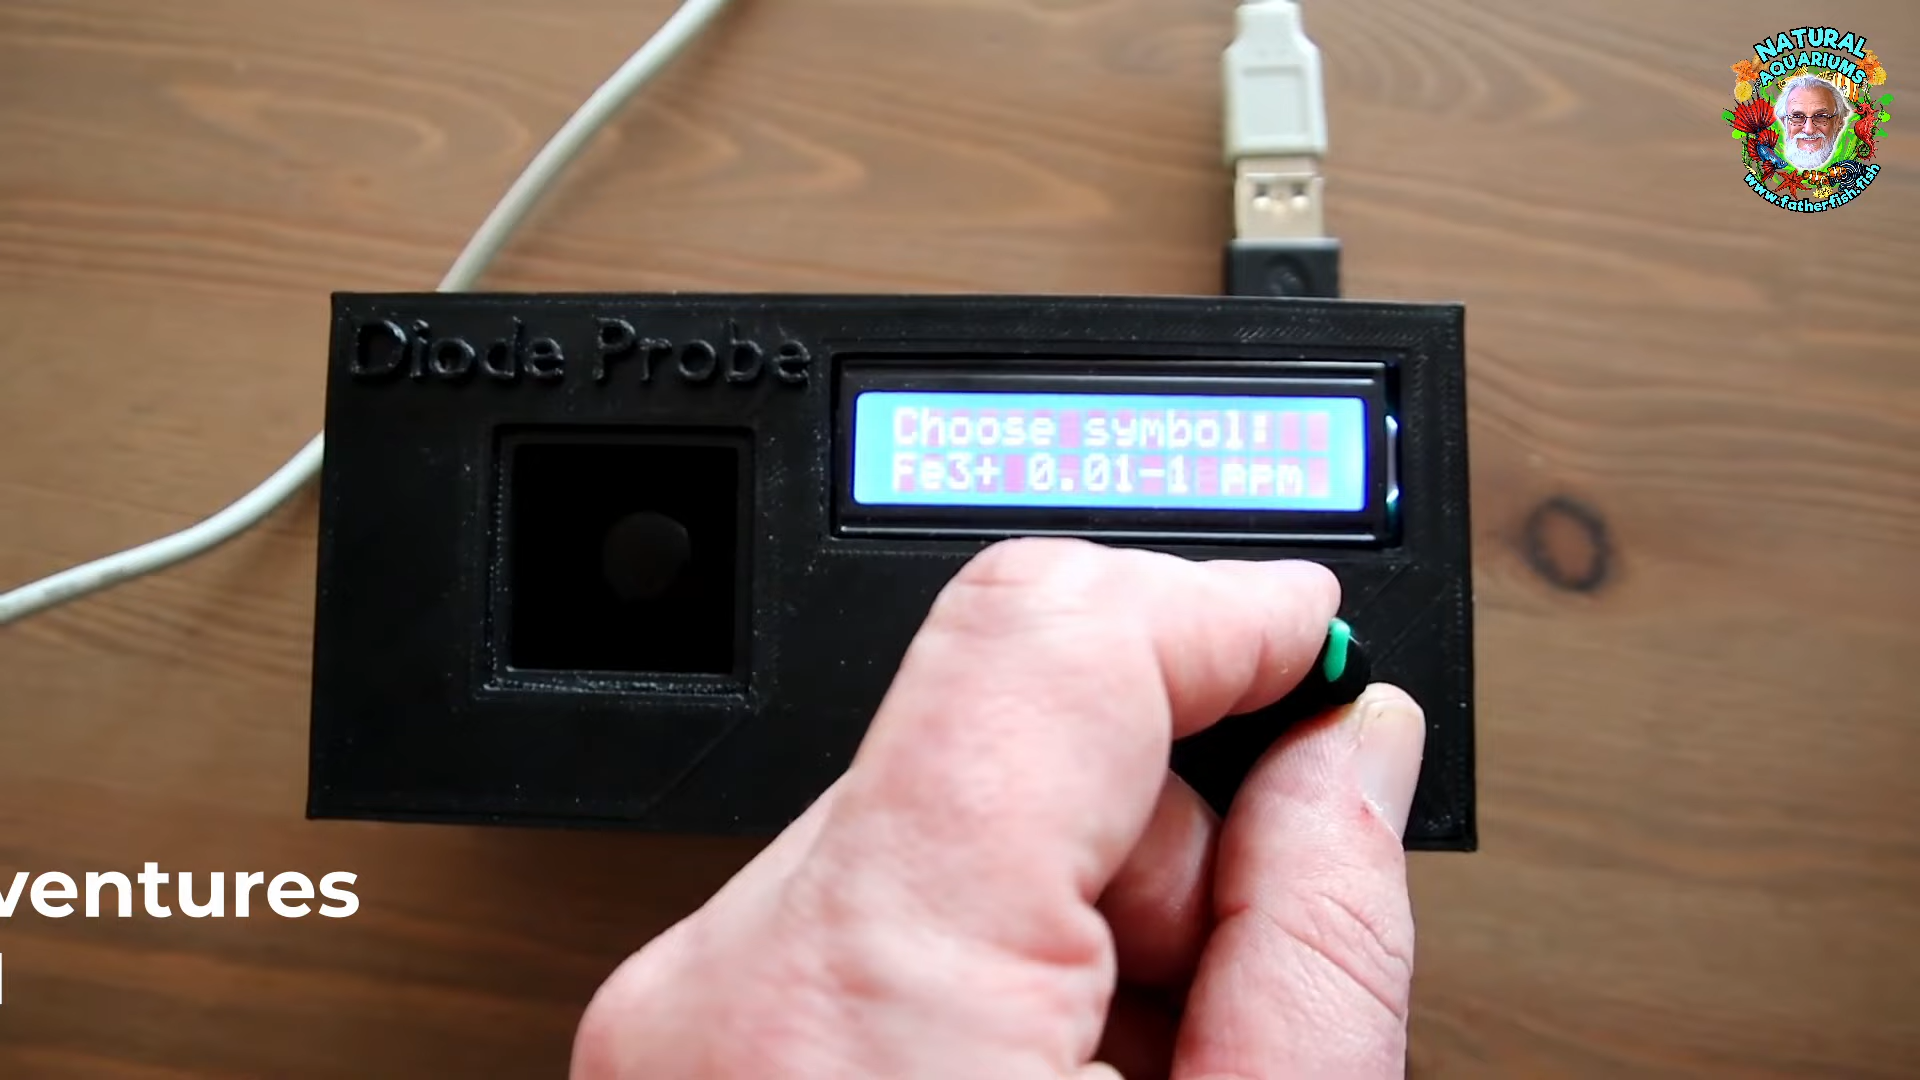 NATURAL
AQUARIUMS
www.fatherfish.fish
Diode Probe
Choose symbol:
Fe3+ 0.01-1 ppm
ventures